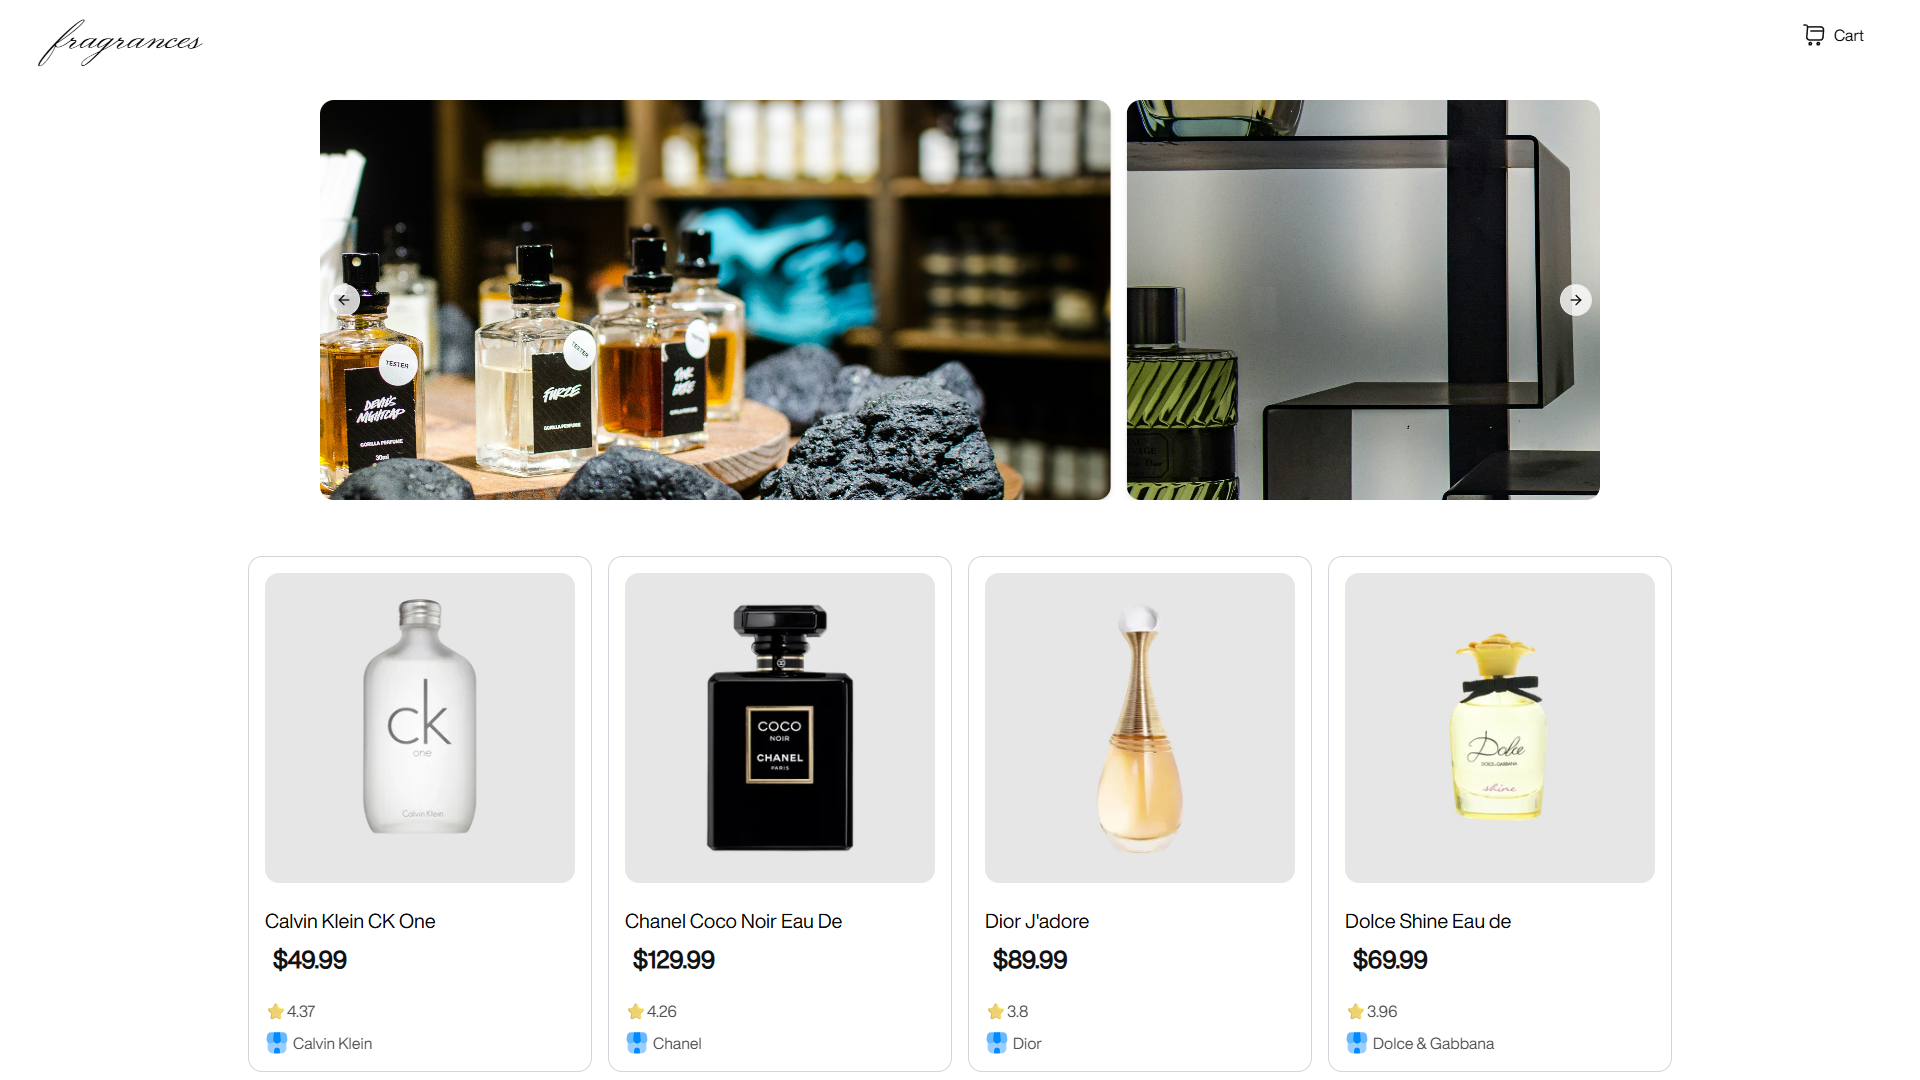 fragrances
Cart
TESTER
DEVIL'S
NIGHTCAP
GORILLA PERFUME
30ml
TESTER
FURZE
GORILLA PERFUME
ck
one
Calvin Klein
COCO
NOIR
CHANEL
PARIS
Dolce
DOLCE & GABBANA
shine
Calvin Klein CK One
$49.99
4.37
Calvin Klein
Chanel Coco Noir Eau De
$129.99
4.26
Chanel
Dior J'adore
$89.99
3.8
Dior
Dolce Shine Eau de
$69.99
3.96
Dolce & Gabbana